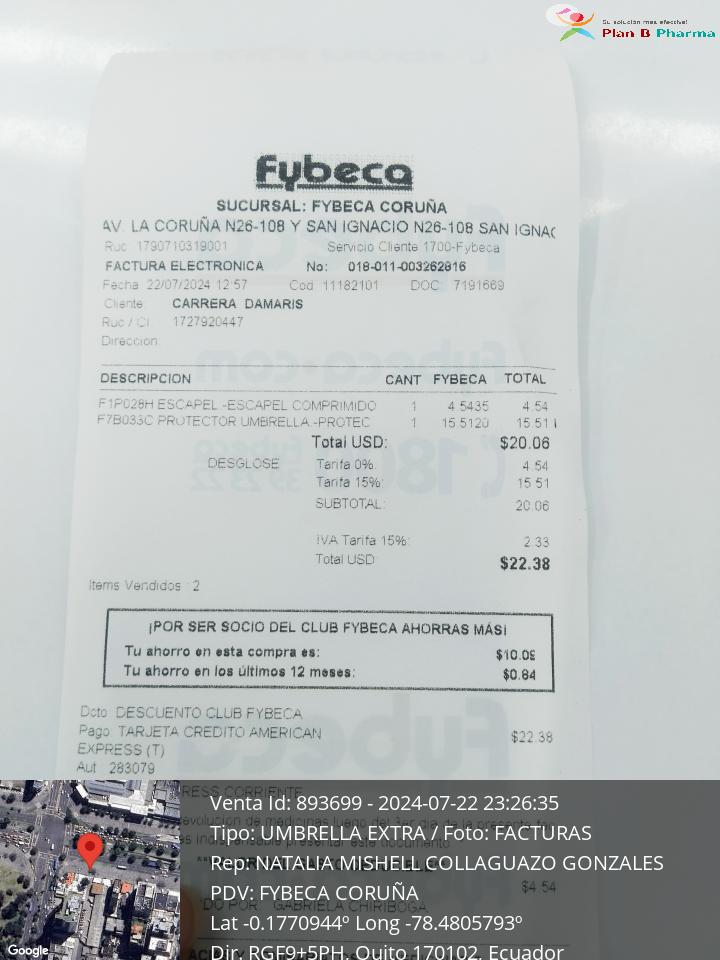 Su solución más efectiva!
Plan B Pharma
fybeca
SUCURSAL: FYBECA CORUÑA
AV. LA CORUÑA N26-108 Y SAN IGNACIO N26-108 SAN IGNAC
Ruc 1790710319001 Servicio Cliente 1700-Fybeca
FACTURA ELECTRONICA No: 018-011-003262816
Fecha 22/07/2024 12:57 Cod 11182101 DOC: 7191669
Cliente: CARRERA DAMARIS
Ruc / CI 1727920447
Direccion:
DESCRIPCION CANT FYBECA TOTAL
F1P028H ESCAPEL -ESCAPEL COMPRIMIDO 1 4.5435 4.54
F7B033C PROTECTOR UMBRELLA.-PROTEC 1 15.5120 15.51 I
Total USD: $20.06
DESGLOSE Tarifa 0% 4.54
Tarifa 15% 15.51
SUBTOTAL: 20.06
IVA Tarifa 15%: 2.33
Total USD $22.38
Items Vendidos : 2
¡POR SER SOCIO DEL CLUB FYBECA AHORRAS MÁS!
Tu ahorro en esta compra es: $10.09
Tu ahorro en los últimos 12 meses: $0.84
Dcto: DESCUENTO CLUB FYBECA
Pago: TARJETA CREDITO AMERICAN
EXPRESS (T) $22.38
Aut : 283079
RESS CORRIENTE
$4.54
DO POR: GABRIELA CHIRIBOGA
Venta Id: 893699 - 2024-07-22 23:26:35
Tipo: UMBRELLA EXTRA / Foto: FACTURAS
Rep: NATALIA MISHELL COLLAGUAZO GONZALES
PDV: FYBECA CORUÑA
Lat -0.1770944º Long -78.4805793º
Dir. RGF9+5PH, Quito 170102, Ecuador
Google